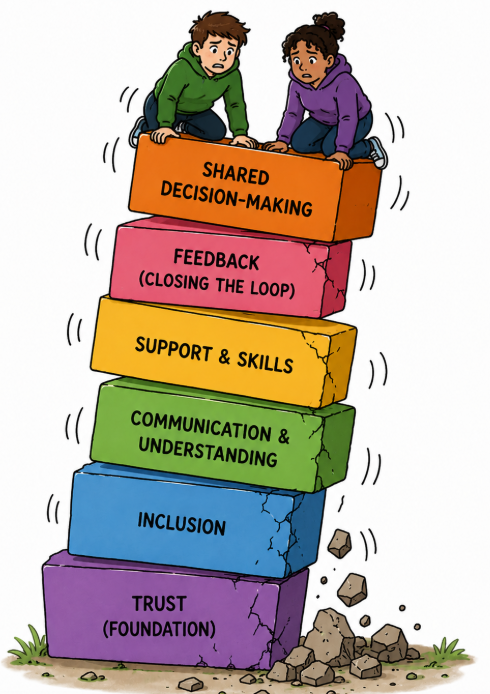 SHARED
DECISION-MAKING
FEEDBACK
(CLOSING THE LOOP)
SUPPORT & SKILLS
COMMUNICATION &
UNDERSTANDING
INCLUSION
TRUST
(FOUNDATION)